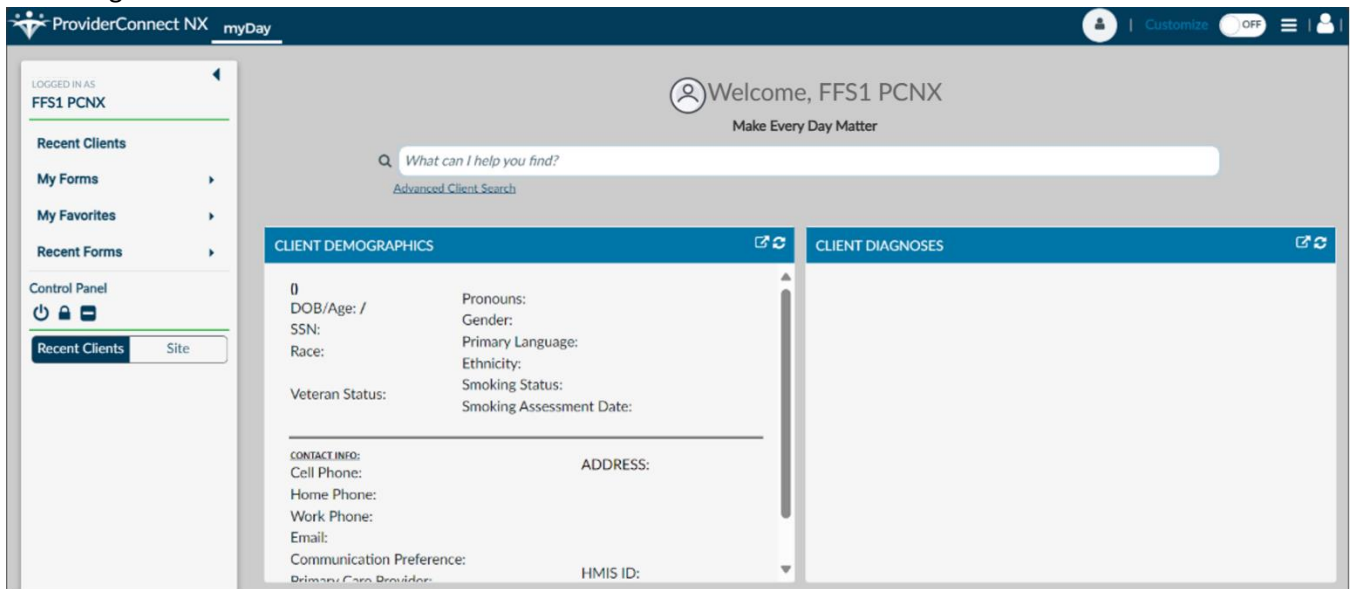 ProviderConnect NX myDay
Customize OFF
LOGGED IN AS
FFS1 PCNX
Recent Clients
My Forms
My Favorites
Recent Forms
Control Panel
Recent Clients Site
Welcome, FFS1 PCNX
Make Every Day Matter
What can I help you find?
Advanced Client Search
CLIENT DEMOGRAPHICS
()
DOB/Age: /
SSN:
Race:
Veteran Status:
Pronouns:
Gender:
Primary Language:
Ethnicity:
Smoking Status:
Smoking Assessment Date:
CONTACT INFO:
Cell Phone:
Home Phone:
Work Phone:
Email:
Communication Preference:
Primary Care Provider:
ADDRESS:
HMIS ID:
CLIENT DIAGNOSES